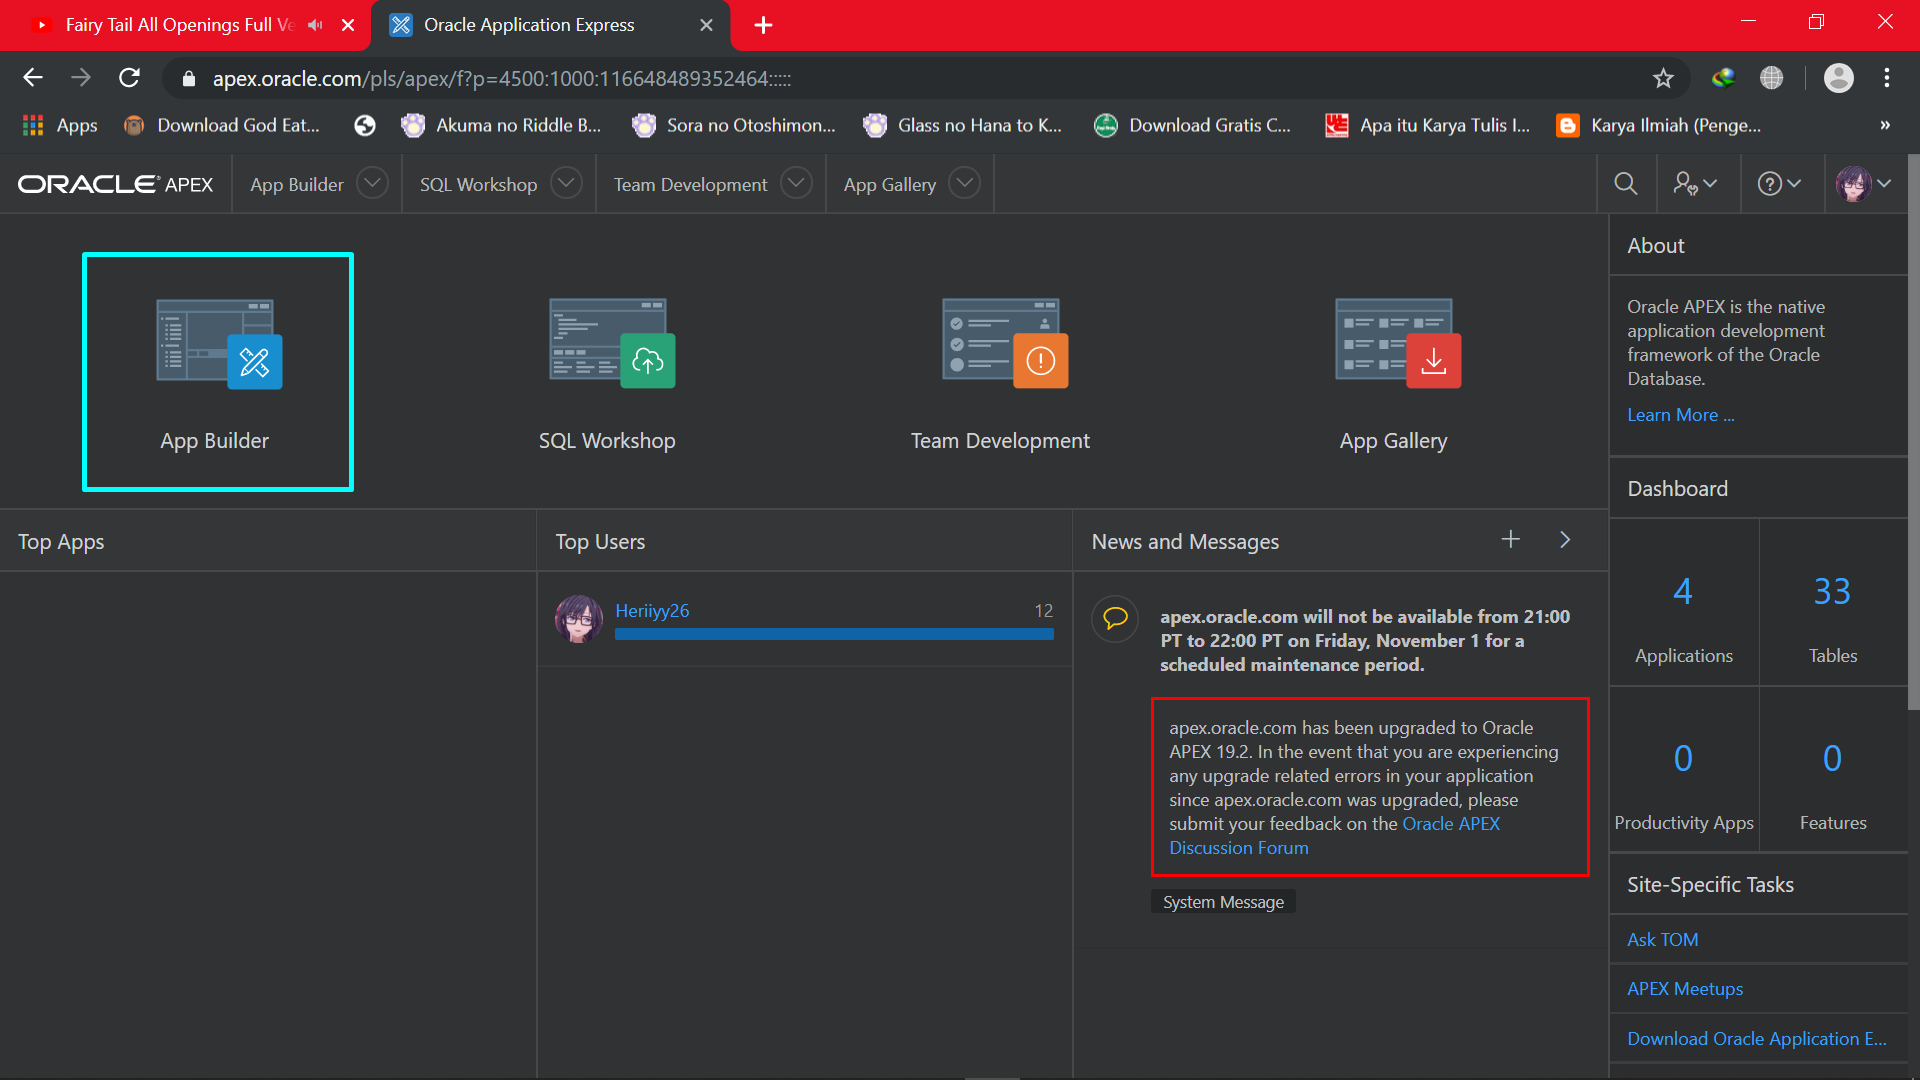 Fairy Tail All Openings Full Ve
Oracle Application Express
apex.oracle.com/pls/apex/f?p=4500:1000:116648489352464:::::
Apps
Download God Eat...
Akuma no Riddle B...
Sora no Otoshimon...
Glass no Hana to K...
Download Gratis C...
Apa itu Karya Tulis I...
Karya Ilmiah (Penge...
»
ORACLE APEX
App Builder
SQL Workshop
Team Development
App Gallery
App Builder
SQL Workshop
Team Development
App Gallery
About
Oracle APEX is the native
application development
framework of the Oracle
Database.
Learn More ...
Top Apps
Top Users
Heriiyy26
12
News and Messages
apex.oracle.com will not be available from 21:00
PT to 22:00 PT on Friday, November 1 for a
scheduled maintenance period.
apex.oracle.com has been upgraded to Oracle
APEX 19.2. In the event that you are experiencing
any upgrade related errors in your application
since apex.oracle.com was upgraded, please
submit your feedback on the Oracle APEX
Discussion Forum
System Message
Dashboard
4
Applications
33
Tables
0
Productivity Apps
0
Features
Site-Specific Tasks
Ask TOM
APEX Meetups
Download Oracle Application E...